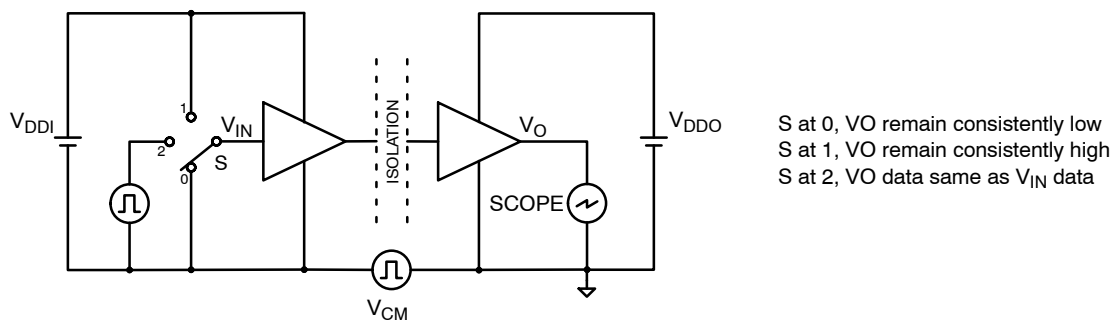 1
V_DDI
2
V_IN
S
0
ISOLATION
V_O
V_DDO
SCOPE
V_CM
S at 0, VO remain consistently low
S at 1, VO remain consistently high
S at 2, VO data same as V_IN data